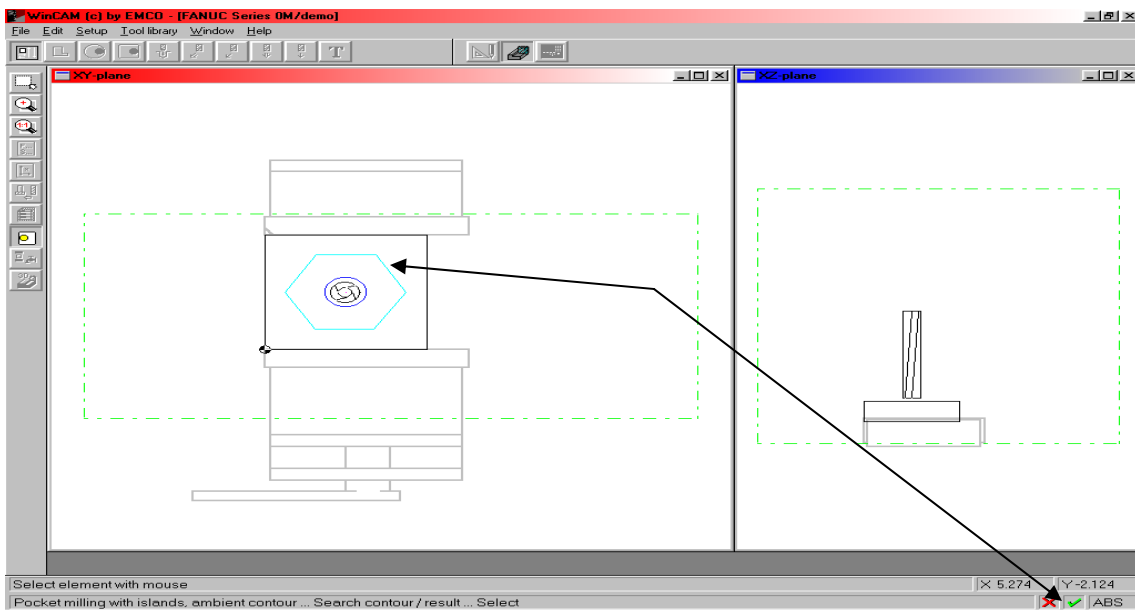 WinCAM (c) by EMCO - [FANUC Series 0M/demo]
File Edit Setup Tool library Window Help
T
XY-plane
XZ-plane
Select element with mouse
X 5.274 Y-2.124
Pocket milling with islands, ambient contour ... Search contour / result ... Select
ABS